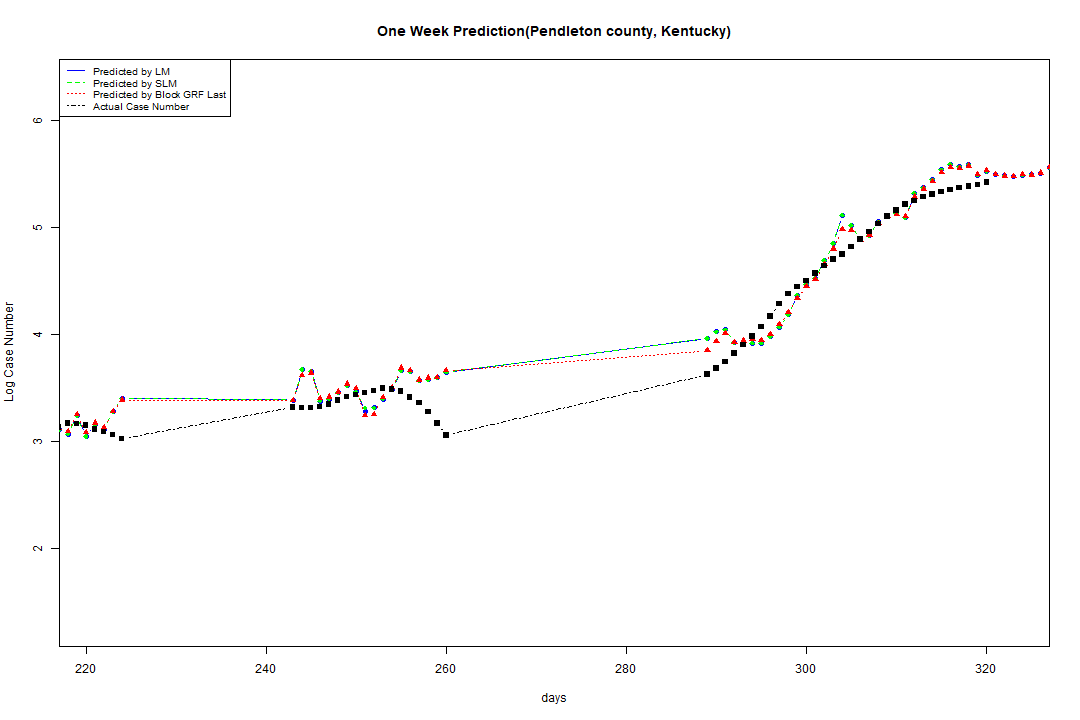 One Week Prediction(Pendleton county, Kentucky)
Predicted by LM
Predicted by SLM
Predicted by Block GRF Last
Actual Case Number
6
5
4
3
2
Log Case Number
220 240 260 280 300 320
days